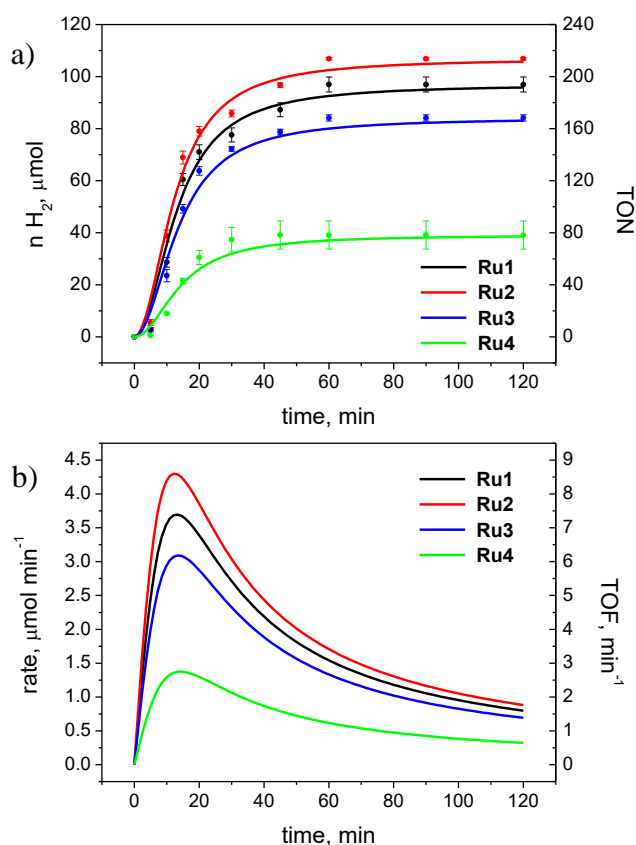 a)
n H₂, μmol
120
100
80
60
40
20
0
240
200
160
120
80
40
0
TON
Ru1
Ru2
Ru3
Ru4
0 20 40 60 80 100 120
time, min
b)
rate, μmol min⁻¹
4.5
4.0
3.5
3.0
2.5
2.0
1.5
1.0
0.5
0.0
9
8
7
6
5
4
3
2
1
0
TOF, min⁻¹
Ru1
Ru2
Ru3
Ru4
0 20 40 60 80 100 120
time, min